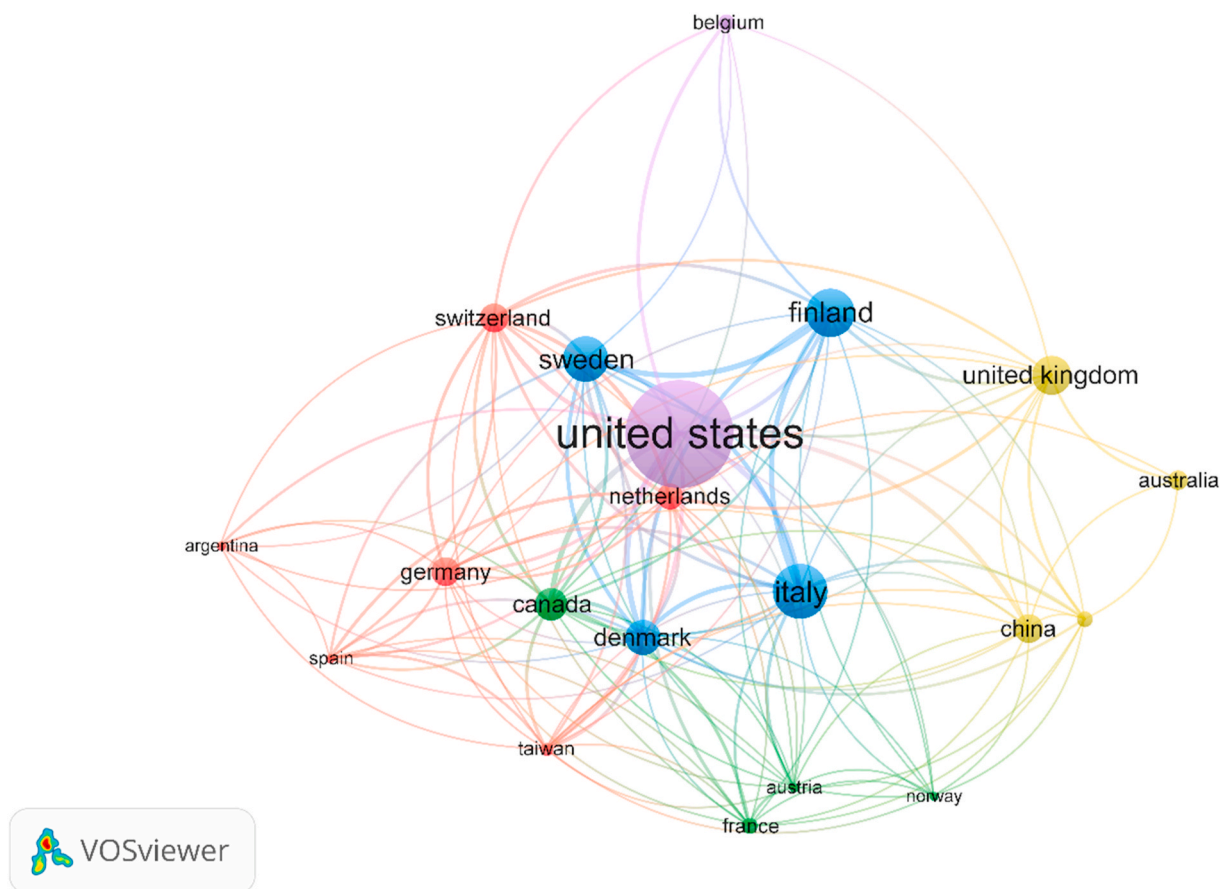 belgium
finland
switzerland
sweden
united kingdom
united states
australia
netherlands
argentina
germany
italy
canada
china
denmark
spain
taiwan
austria
norway
france
VOSviewer